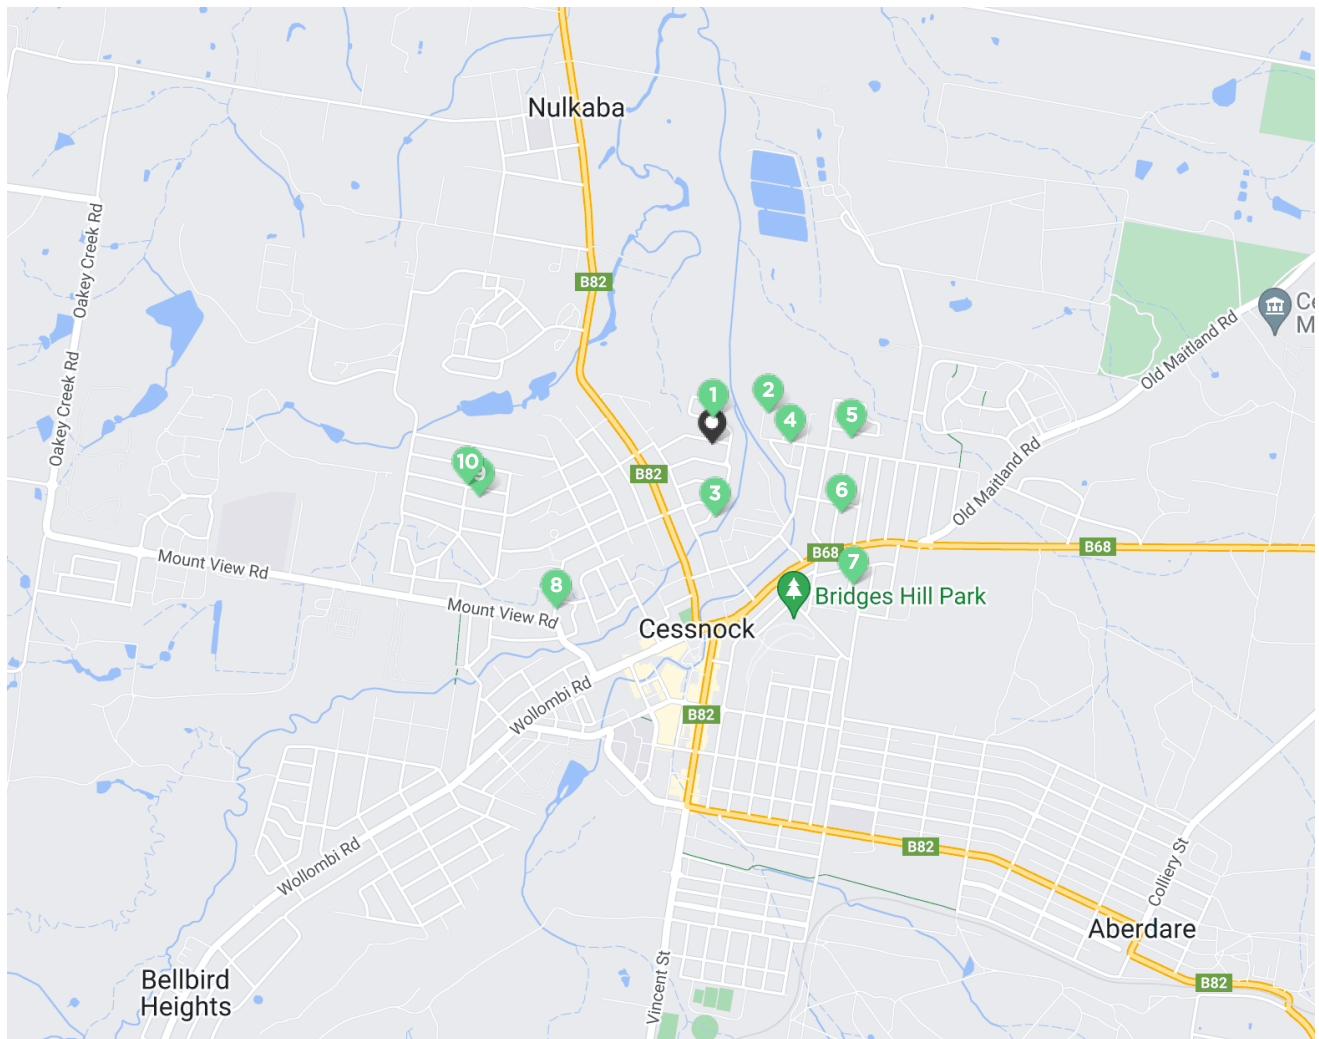 Nulkaba
Oakey Creek Rd
B82
Ce
M
Old Maitland Rd
Oakey Creek Rd
1
2
4
5
10
9
B82
3
6
Old Maitland Rd
B68
B68
7
Mount View Rd
8
Mount View Rd
Bridges Hill Park
Cessnock
Wollombi Rd
B82
Wollombi Rd
B82
Colliery St
Aberdare
Vincent St
Bellbird
Heights
B82